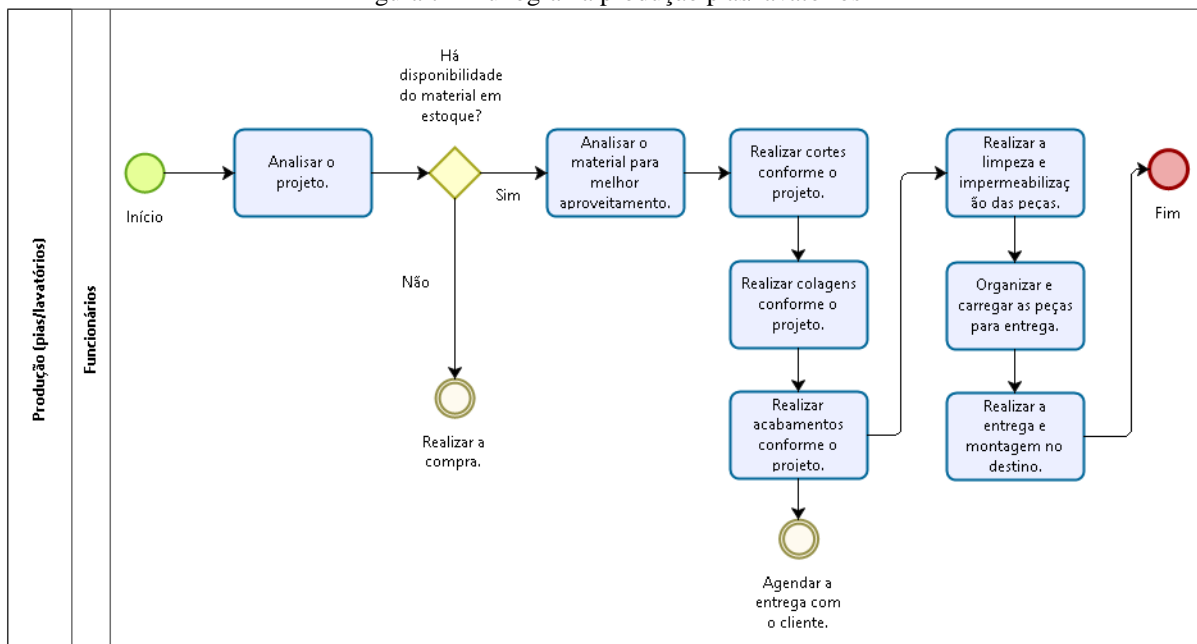 Produção (pias/lavatórios)
Funcionários
Início
Analisar o
projeto.
Há
disponibilidade
do material em
estoque?
Sim
Não
Realizar a
compra.
Analisar o
material para
melhor
aproveitamento.
Realizar cortes
conforme o
projeto.
Realizar colagens
conforme o
projeto.
Realizar
acabamentos
conforme o
projeto.
Agendar a
entrega com
o cliente.
Realizar a
limpeza e
impermeabilizaç
ão das peças.
Organizar e
carregar as peças
para entrega.
Realizar a
entrega e
montagem no
destino.
Fim